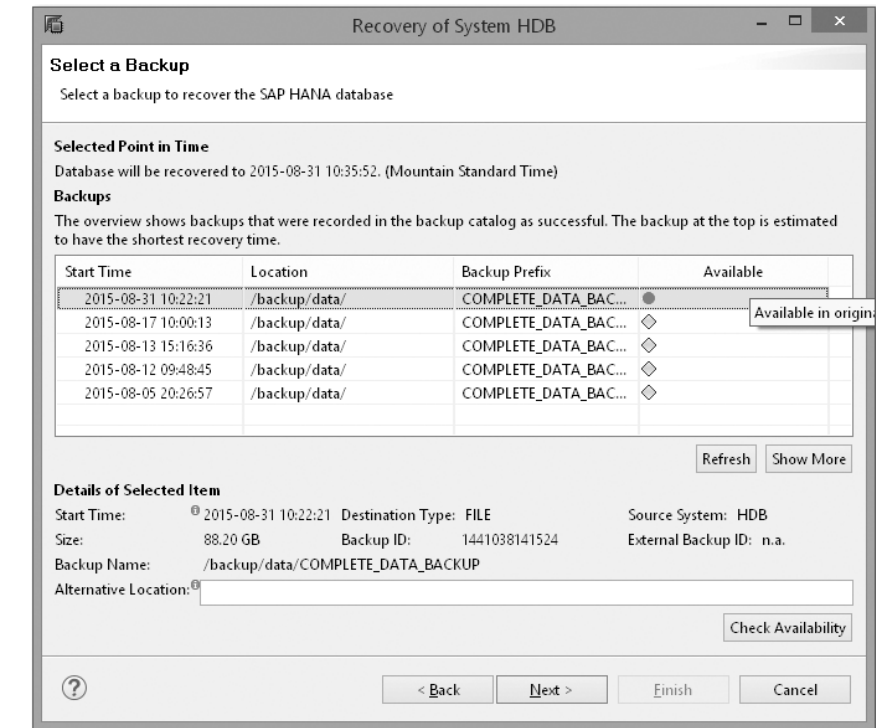 Recovery of System HDB
Select a Backup
Select a backup to recover the SAP HANA database
Selected Point in Time
Database will be recovered to 2015-08-31 10:35:52. (Mountain Standard Time)
Backups
The overview shows backups that were recorded in the backup catalog as successful. The backup at the top is estimated
to have the shortest recovery time.
Start Time Location Backup Prefix Available
2015-08-31 10:22:21 /backup/data/ COMPLETE_DATA_BAC...
Available in origina
2015-08-17 10:00:13 /backup/data/ COMPLETE_DATA_BAC...
2015-08-13 15:16:36 /backup/data/ COMPLETE_DATA_BAC...
2015-08-12 09:48:45 /backup/data/ COMPLETE_DATA_BAC...
2015-08-05 20:26:57 /backup/data/ COMPLETE_DATA_BAC...
Refresh Show More
Details of Selected Item
Start Time: 2015-08-31 10:22:21 Destination Type: FILE Source System: HDB
Size: 88.20 GB Backup ID: 1441038141524 External Backup ID: n.a.
Backup Name: /backup/data/COMPLETE_DATA_BACKUP
Alternative Location:
Check Availability
? < Back Next > Finish Cancel